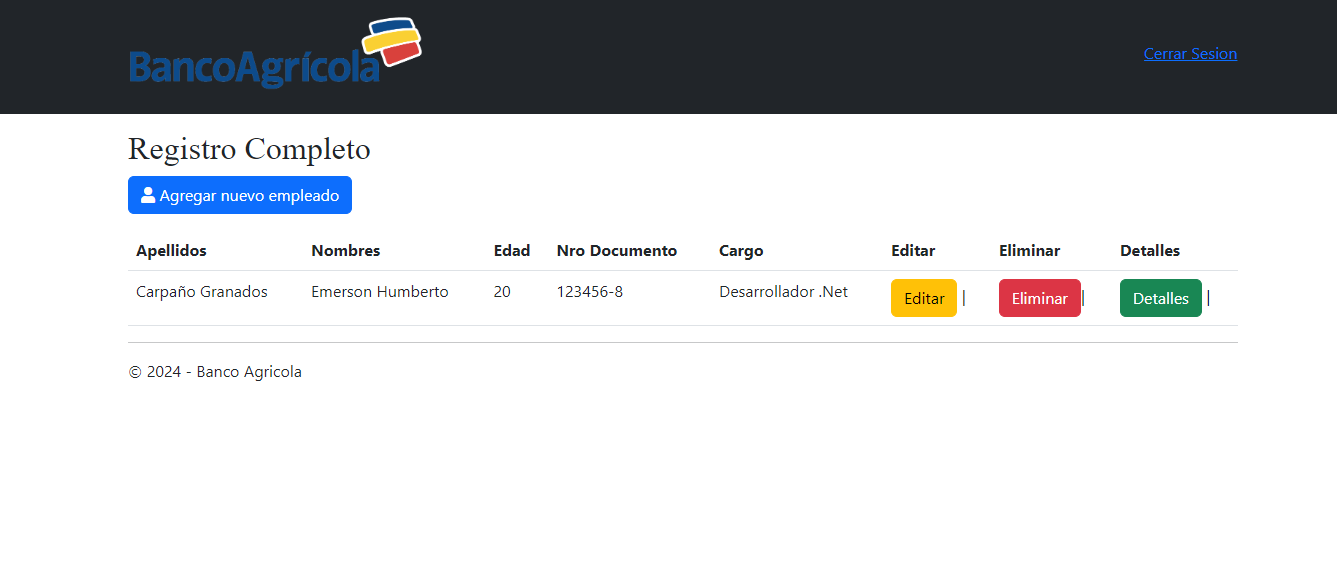 BancoAgrícola
Cerrar Sesion
Registro Completo
Agregar nuevo empleado
Apellidos Nombres Edad Nro Documento Cargo Editar Eliminar Detalles
Carpaño Granados Emerson Humberto 20 123456-8 Desarrollador .Net Editar | Eliminar | Detalles |
© 2024 - Banco Agricola